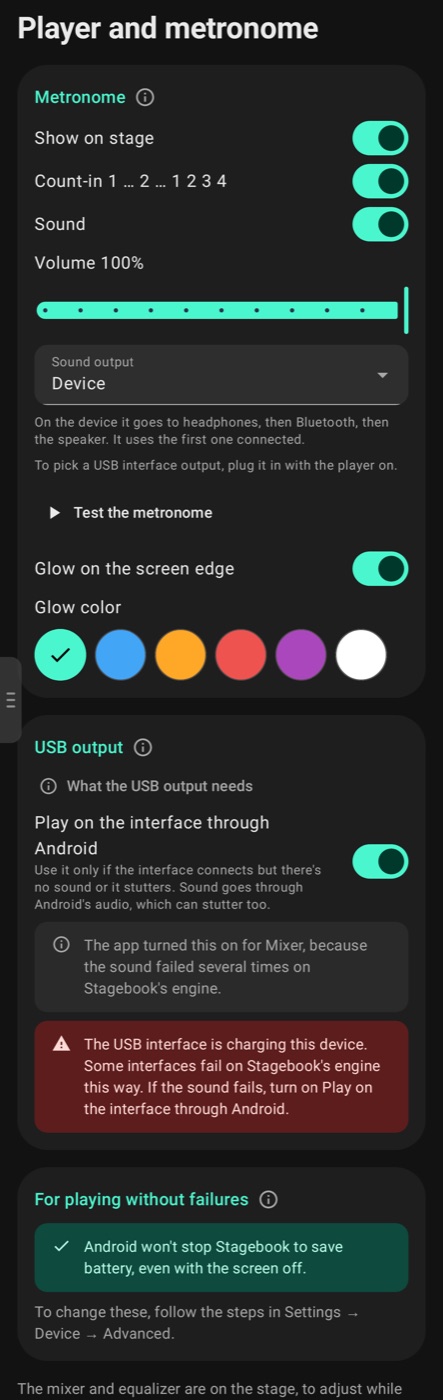 Player and metronome
Metronome
Show on stage
Count-in 1 ... 2 ... 1 2 3 4
Sound
Volume 100%
Sound output
Device
On the device it goes to headphones, then Bluetooth, then
the speaker. It uses the first one connected.
To pick a USB interface output, plug it in with the player on.
Test the metronome
Glow on the screen edge
Glow color
USB output
What the USB output needs
Play on the interface through
Android
Use it only if the interface connects but there's
no sound or it stutters. Sound goes through
Android's audio, which can stutter too.
The app turned this on for Mixer, because
the sound failed several times on
Stagebook's engine.
The USB interface is charging this device.
Some interfaces fail on Stagebook's engine
this way. If the sound fails, turn on Play on
the interface through Android.
For playing without failures
Android won't stop Stagebook to save
battery, even with the screen off.
To change these, follow the steps in Settings →
Device → Advanced.
The mixer and equalizer are on the stage, to adjust while